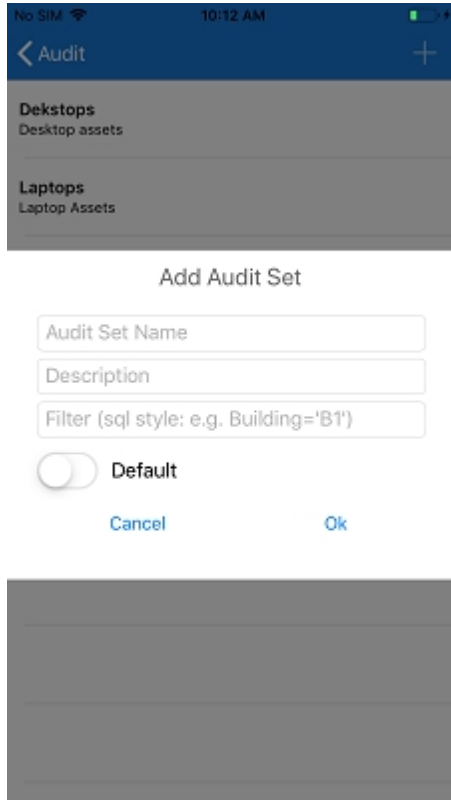 No SIM 10:12 AM
Audit
Dekstops
Desktop assets
Laptops
Laptop Assets
Add Audit Set
Audit Set Name
Description
Filter (sql style: e.g. Building='B1')
Default
Cancel Ok